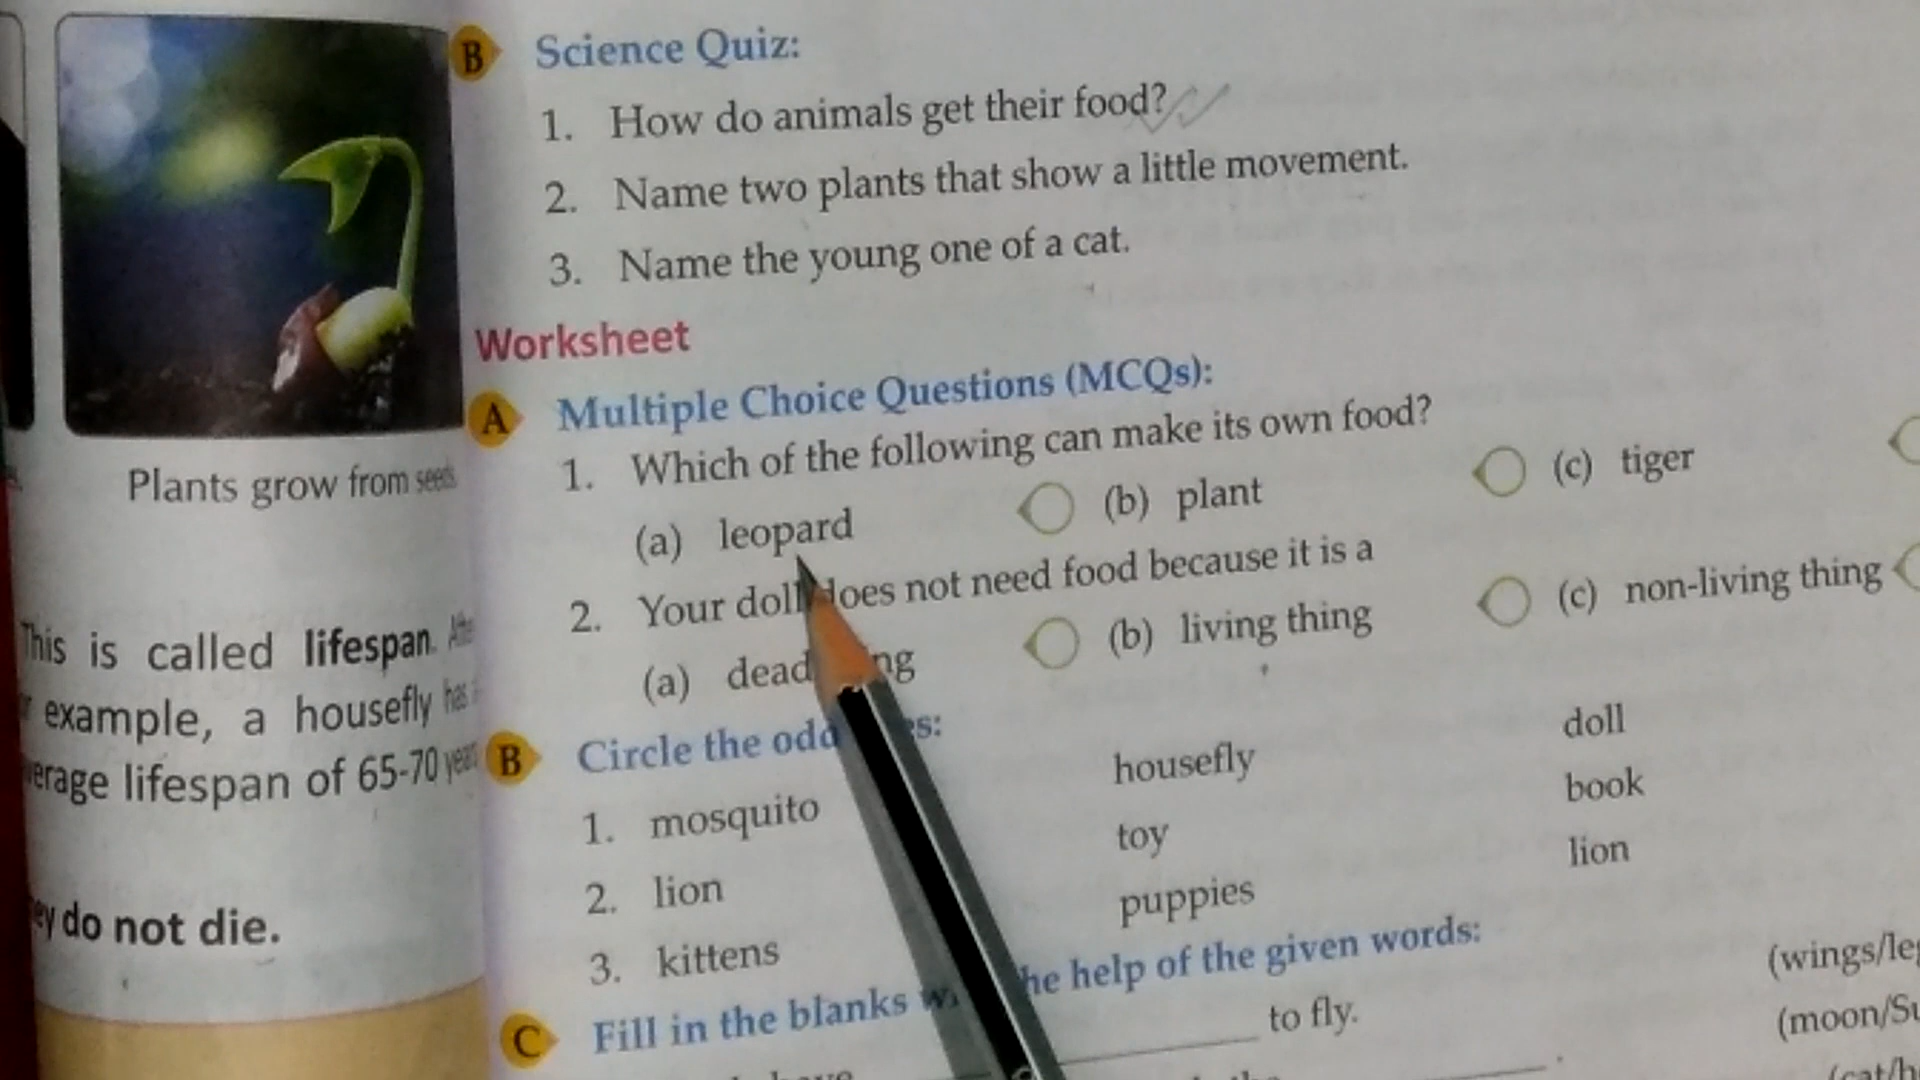 Plants grow from seeds
This is called lifespan.
example, a housefly has
average lifespan of 65-70
do not die.
B Science Quiz:
1. How do animals get their food?
2. Name two plants that show a little movement.
3. Name the young one of a cat.
Worksheet
A Multiple Choice Questions (MCQs):
1. Which of the following can make its own food?
(a) leopard (b) plant (c) tiger
2. Your doll does not need food because it is a
(a) dead (b) living thing (c) non-living thing
B Circle the odd
1. mosquito housefly doll
2. lion toy book
3. kittens puppies lion
C Fill in the blanks the help of the given words:
to fly. (wings/
(moon/